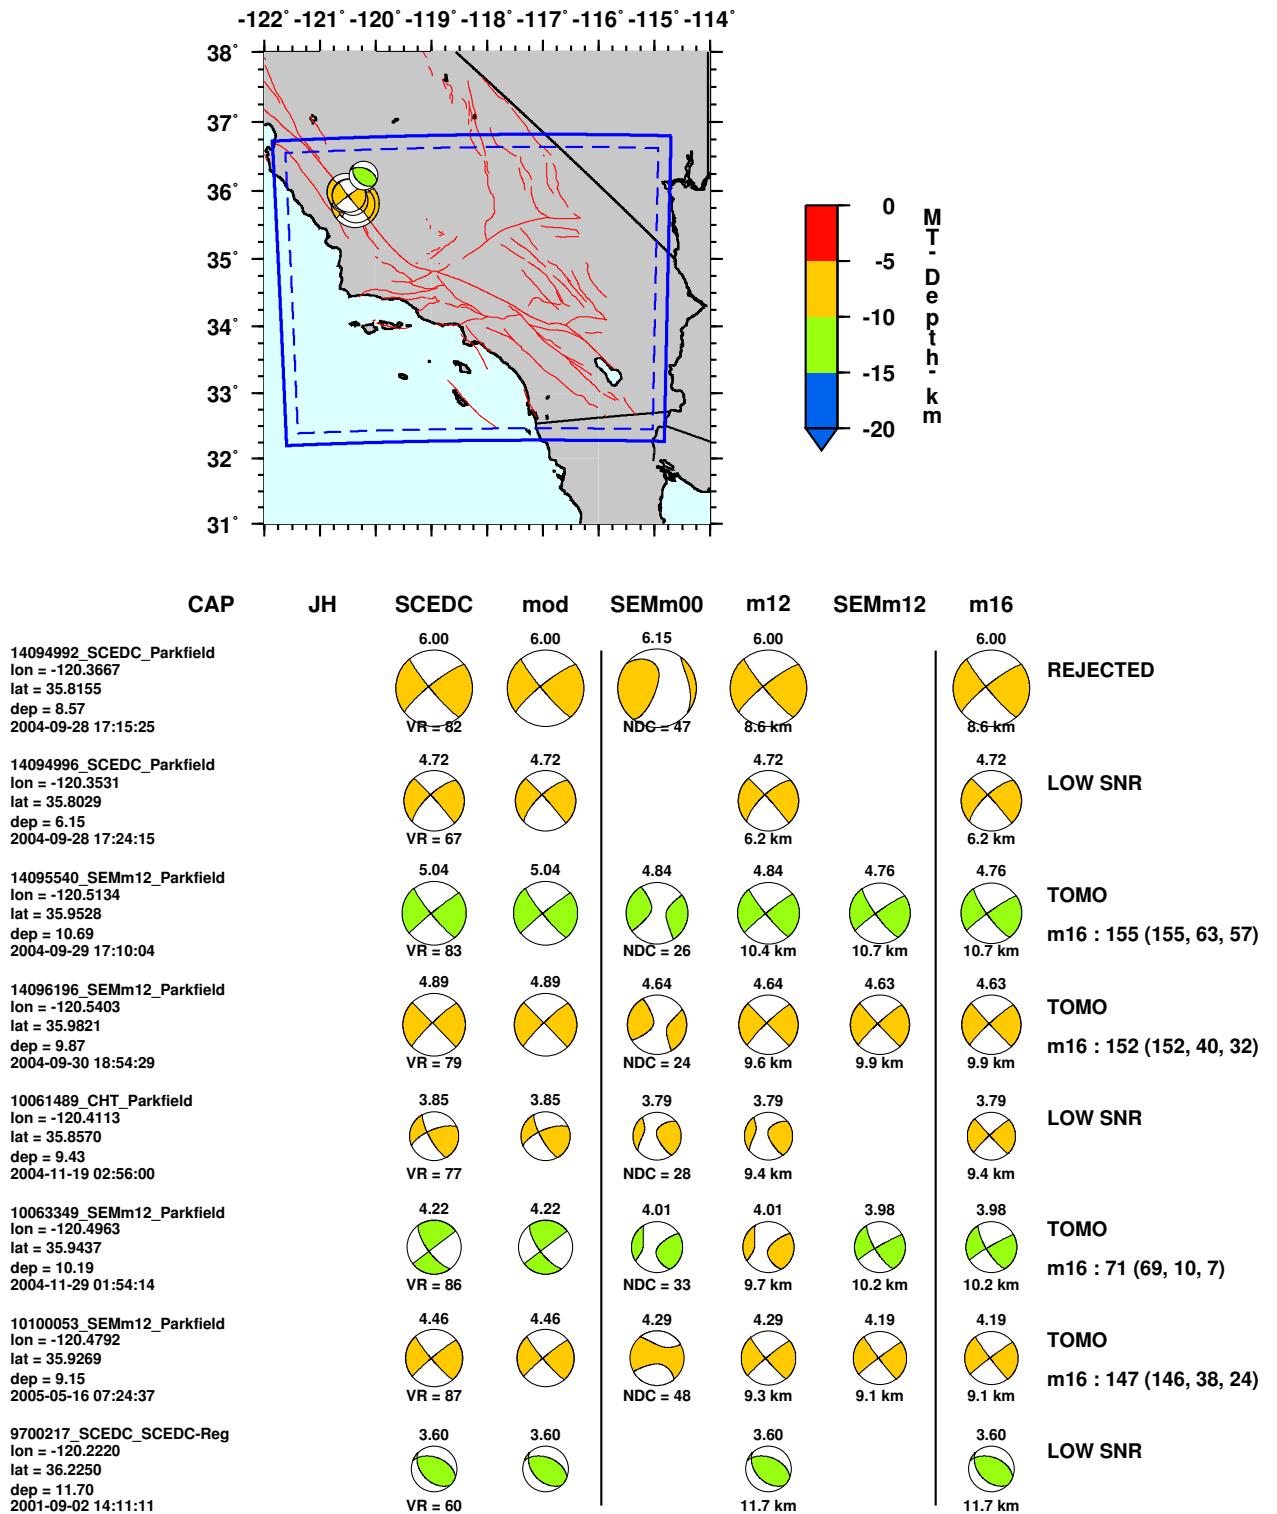 -122° -121° -120° -119° -118° -117° -116° -115° -114°
38°
37°
36°
35°
34°
33°
32°
31°
0
-5
-10
-15
-20
MT-Depth-km
CAP JH SCEDC mod SEMm00 m12 SEMm12 m16
14094992_SCEDC_Parkfield
lon = -120.3667
lat = 35.8155
dep = 8.57
2004-09-28 17:15:25
6.00 6.00 6.15 6.00 6.00
VR = 82 NDC = 47 8.6 km 8.6 km
REJECTED
14094996_SCEDC_Parkfield
lon = -120.3531
lat = 35.8029
dep = 6.15
2004-09-28 17:24:15
4.72 4.72 4.72 4.72
VR = 67 6.2 km 6.2 km
LOW SNR
14095540_SEMm12_Parkfield
lon = -120.5134
lat = 35.9528
dep = 10.69
2004-09-29 17:10:04
5.04 5.04 4.84 4.84 4.76 4.76
VR = 83 NDC = 26 10.4 km 10.7 km 10.7 km
TOMO
m16 : 155 (155, 63, 57)
14096196_SEMm12_Parkfield
lon = -120.5403
lat = 35.9821
dep = 9.87
2004-09-30 18:54:29
4.89 4.89 4.64 4.64 4.63 4.63
VR = 79 NDC = 24 9.6 km 9.9 km 9.9 km
TOMO
m16 : 152 (152, 40, 32)
10061489_CHT_Parkfield
lon = -120.4113
lat = 35.8570
dep = 9.43
2004-11-19 02:56:00
3.85 3.85 3.79 3.79 3.79
VR = 77 NDC = 28 9.4 km 9.4 km
LOW SNR
10063349_SEMm12_Parkfield
lon = -120.4963
lat = 35.9437
dep = 10.19
2004-11-29 01:54:14
4.22 4.22 4.01 4.01 3.98 3.98
VR = 86 NDC = 33 9.7 km 10.2 km 10.2 km
TOMO
m16 : 71 (69, 10, 7)
10100053_SEMm12_Parkfield
lon = -120.4792
lat = 35.9269
dep = 9.15
2005-05-16 07:24:37
4.46 4.46 4.29 4.29 4.19 4.19
VR = 87 NDC = 48 9.3 km 9.1 km 9.1 km
TOMO
m16 : 147 (146, 38, 24)
9700217_SCEDC_SCEDC-Reg
lon = -120.2220
lat = 36.2250
dep = 11.70
2001-09-02 14:11:11
3.60 3.60 3.60 3.60
VR = 60 11.7 km 11.7 km
LOW SNR